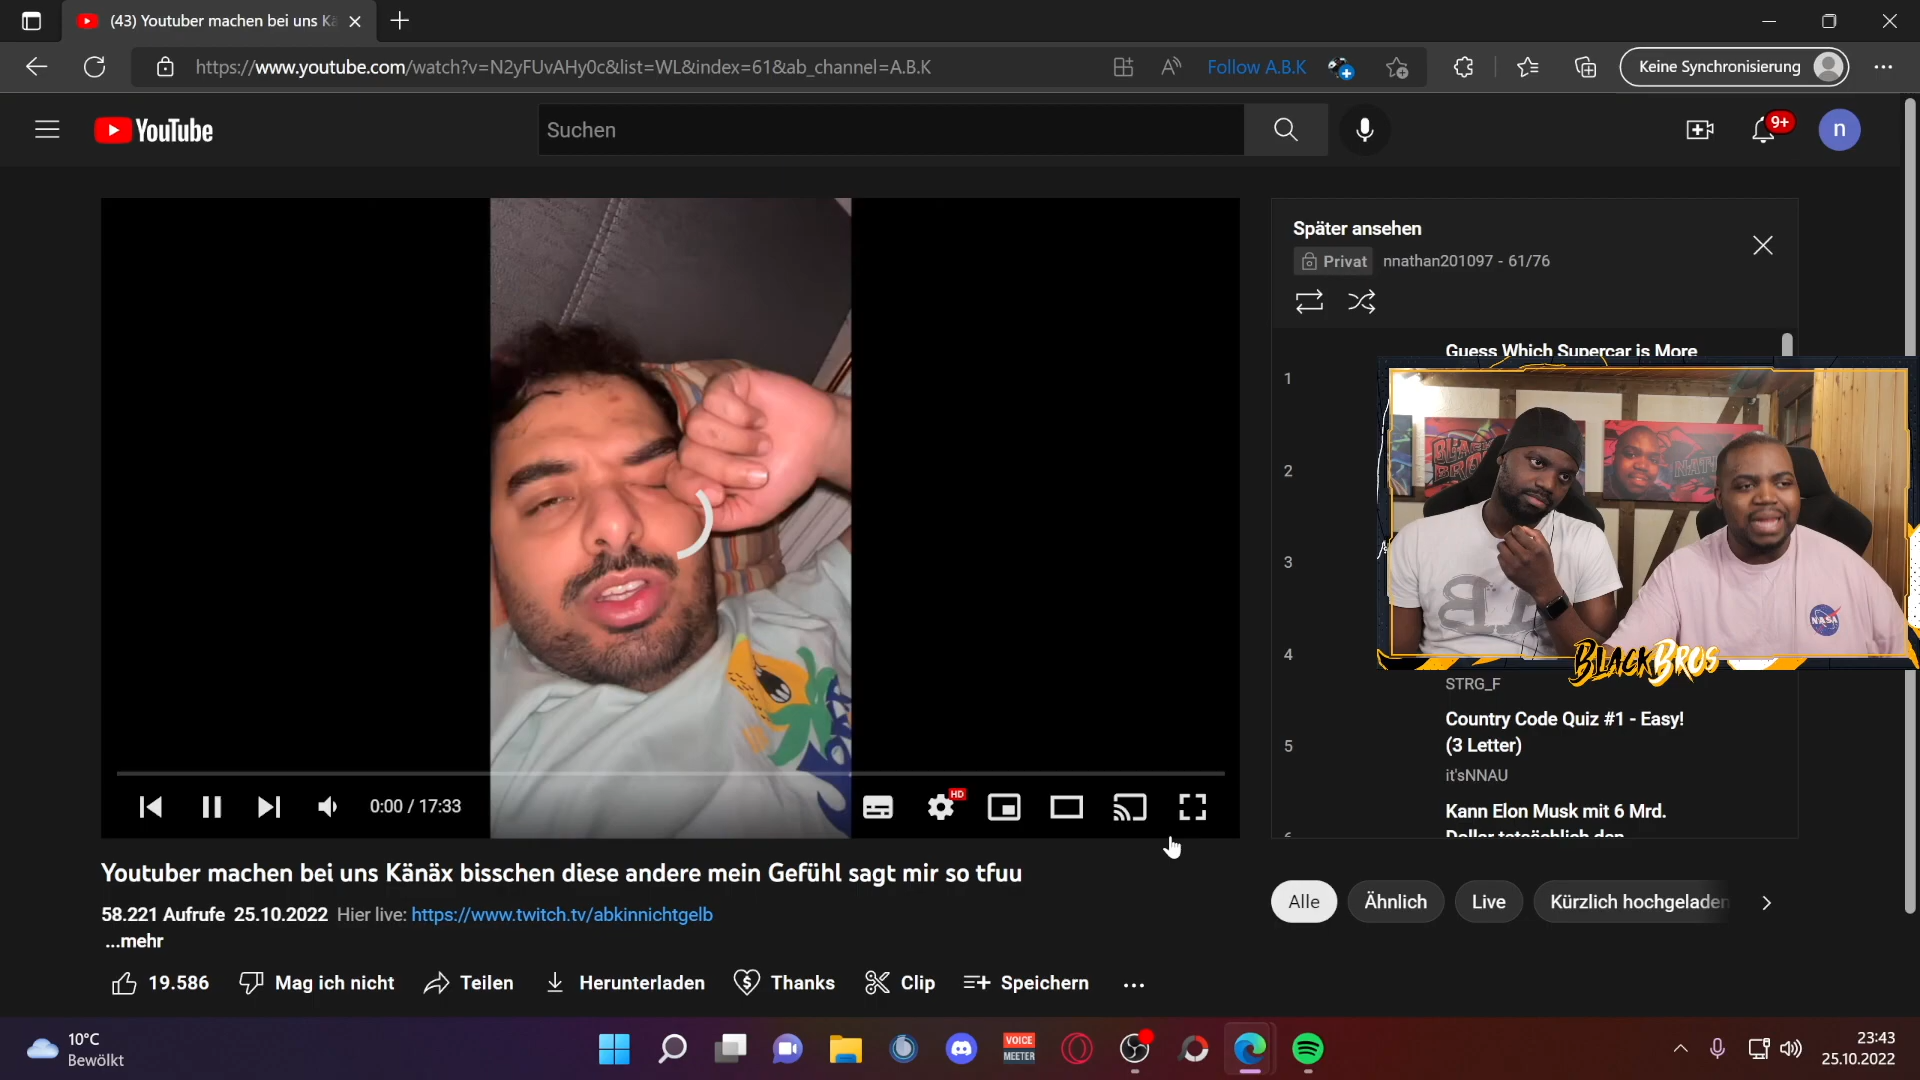 (43) Youtuber machen bei uns Kä
https://www.youtube.com/watch?v=N2yFUvAHy0c&list=WL&index=61&ab_channel=A.B.K
Follow A.B.K
Keine Synchronisierung
YouTube
Suchen
9+
n
Später ansehen
Privat
nnathan201097 - 61/76
Guess Which Supercar is More
1
2
3
4
5
NASA
BLACKBROS
STRG_F
Country Code Quiz #1 - Easy!
(3 Letter)
it'sNNAU
Kann Elon Musk mit 6 Mrd.
0:00 / 17:33
HD
Youtuber machen bei uns Känäx bisschen diese andere mein Gefühl sagt mir so tfuu
58.221 Aufrufe 25.10.2022 Hier live: https://www.twitch.tv/abkinnichtgelb
...mehr
Alle
Ähnlich
Live
Kürzlich hochgeladen
19.586
Mag ich nicht
Teilen
Herunterladen
Thanks
Clip
Speichern
10°C
Bewölkt
VOICE
MEETER
23:43
25.10.2022